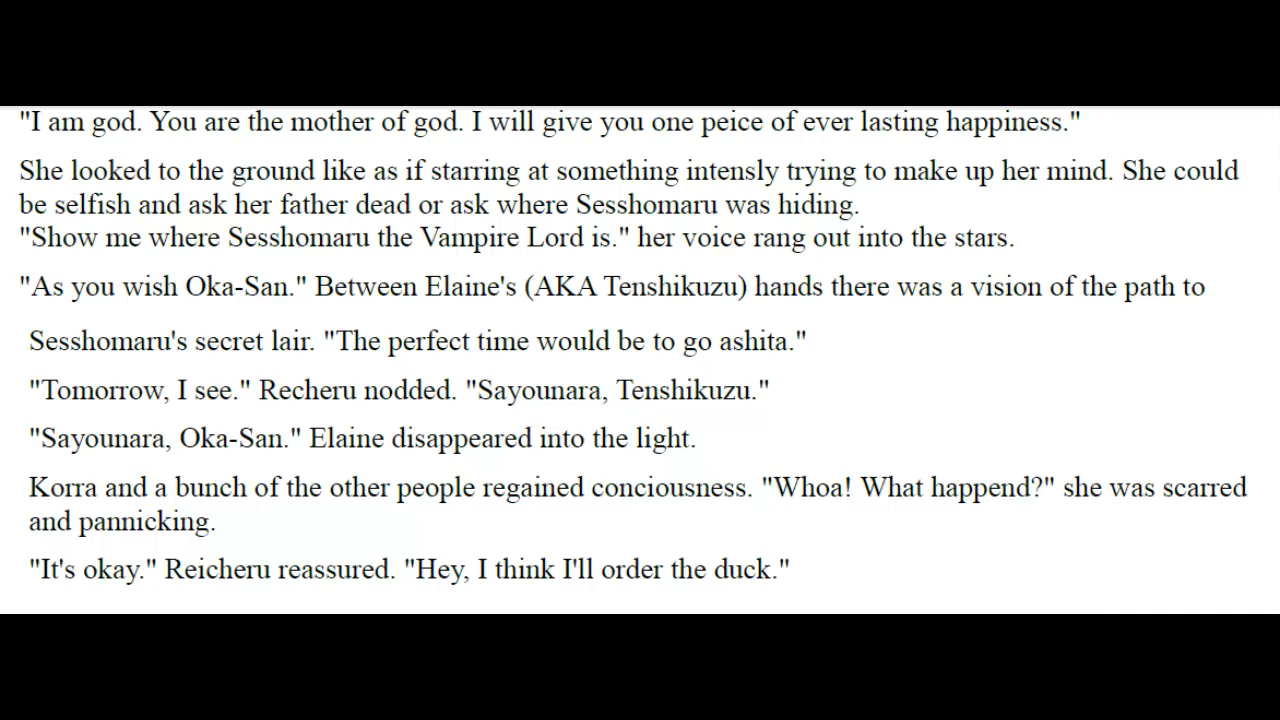 "I am god. You are the mother of god. I will give you one peice of ever lasting happiness."
She looked to the ground like as if starring at something intensly trying to make up her mind. She could
be selfish and ask her father dead or ask where Sesshomaru was hiding.
"Show me where Sesshomaru the Vampire Lord is." her voice rang out into the stars.
"As you wish Oka-San." Between Elaine's (AKA Tenshikuzu) hands there was a vision of the path to
Sesshomaru's secret lair. "The perfect time would be to go ashita."
"Tomorrow, I see." Recheru nodded. "Sayounara, Tenshikuzu."
"Sayounara, Oka-San." Elaine disappeared into the light.
Korra and a bunch of the other people regained conciousness. "Whoa! What happend?" she was scarred
and pannicking.
"It's okay." Reicheru reassured. "Hey, I think I'll order the duck."